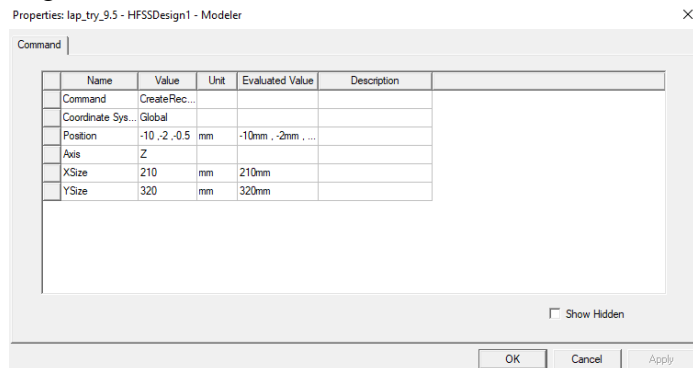 Properties: lap_try_9.5 - HFSSDesign1 - Modeler
Command
Name Value Unit Evaluated Value Description
Command CreateRec...
Coordinate Sys... Global
Position -10 ,-2 ,-0.5 mm -10mm , -2mm , ...
Axis Z
XSize 210 mm 210mm
YSize 320 mm 320mm
Show Hidden
OK Cancel Apply